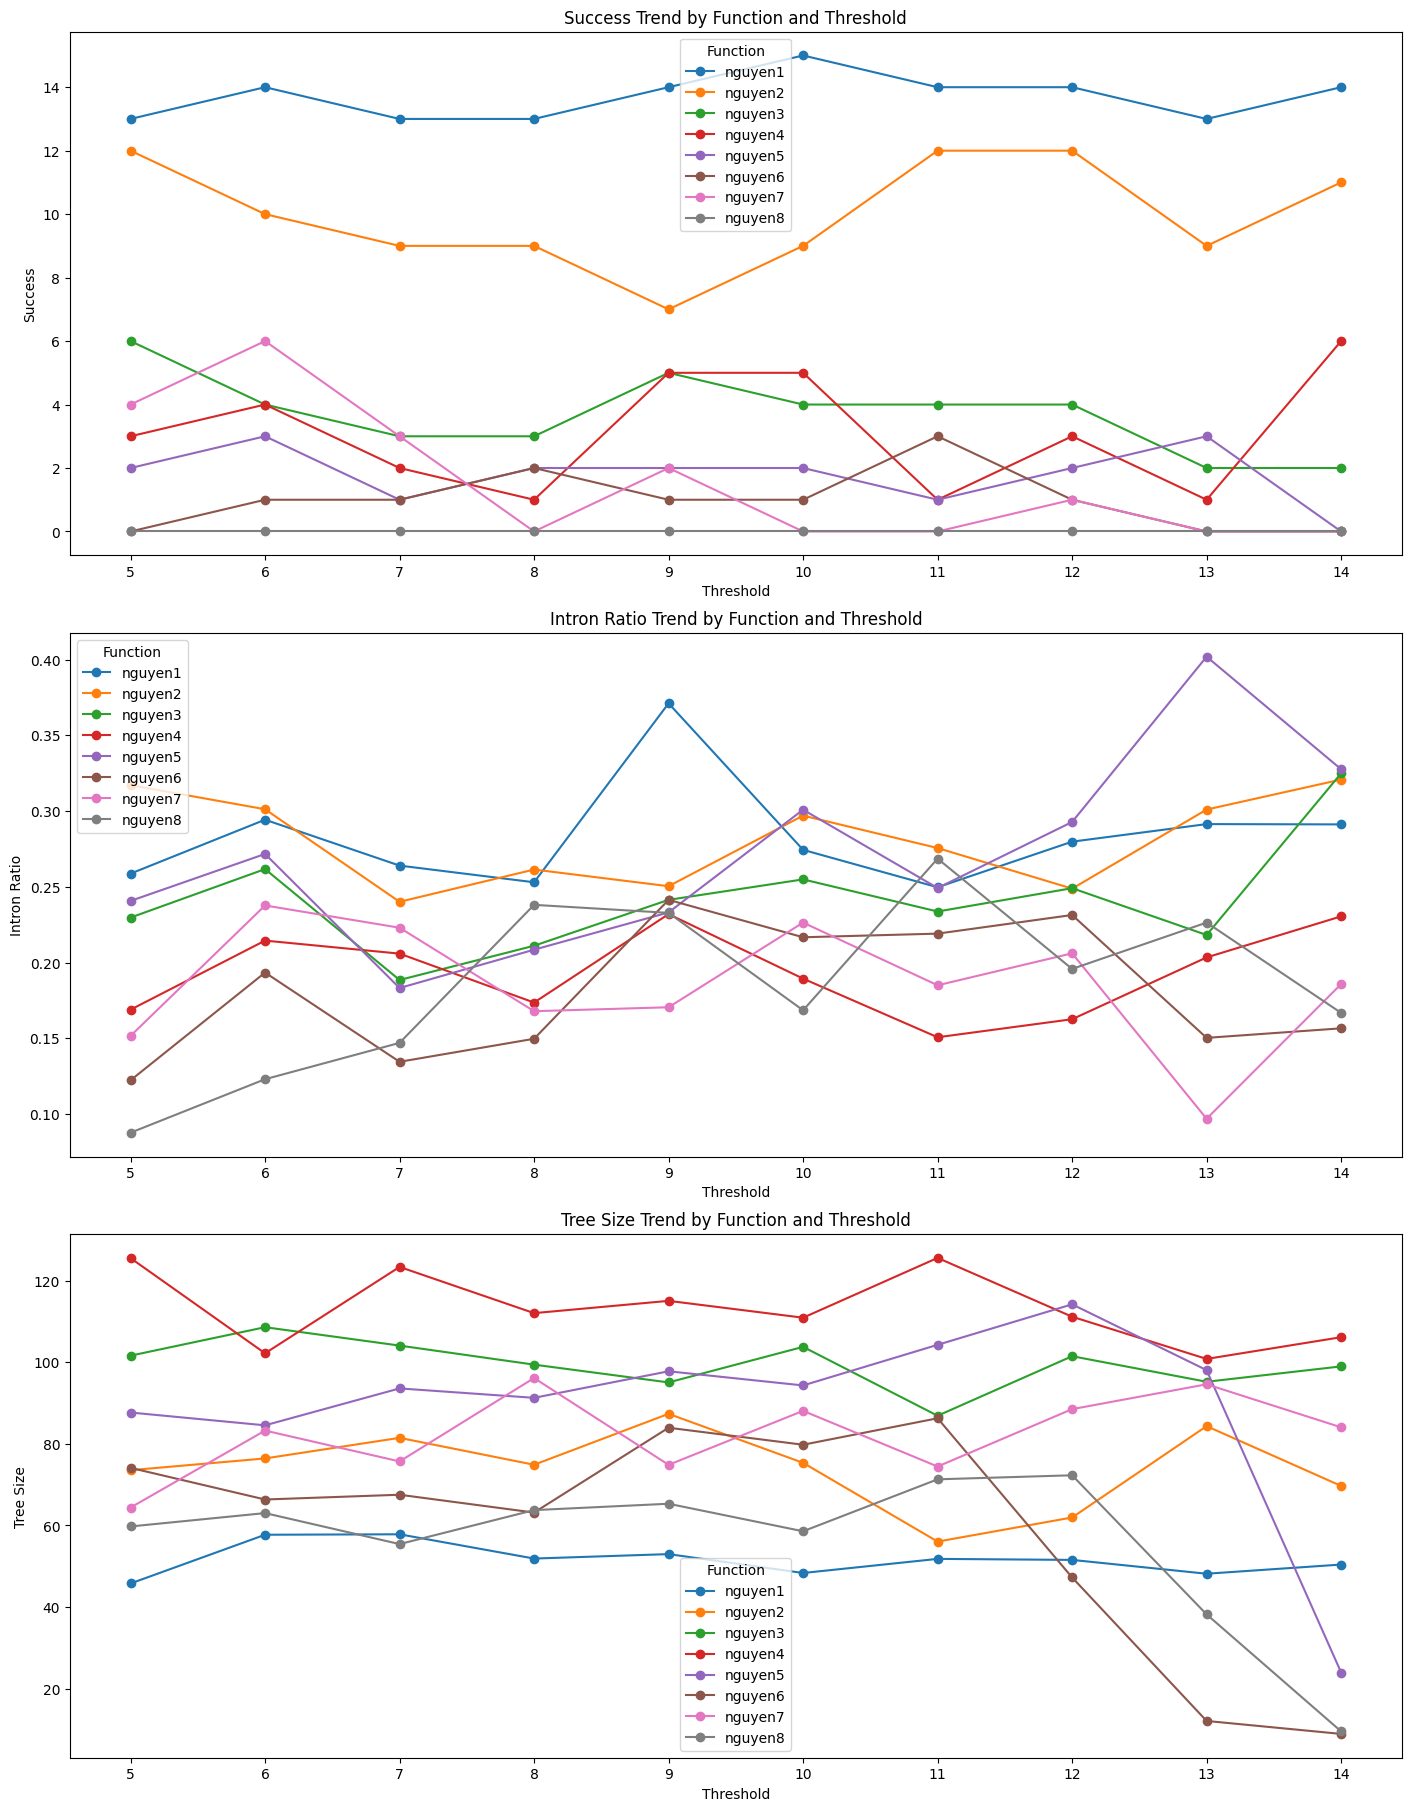 Success Trend by Function and Threshold
Function
nguyen1
nguyen2
nguyen3
nguyen4
nguyen5
nguyen6
nguyen7
nguyen8
14
12
10
8
6
4
2
0
Success
5 6 7 8 9 10 11 12 13 14
Threshold
Intron Ratio Trend by Function and Threshold
Function
nguyen1
nguyen2
nguyen3
nguyen4
nguyen5
nguyen6
nguyen7
nguyen8
0.40
0.35
0.30
0.25
0.20
0.15
0.10
Intron Ratio
5 6 7 8 9 10 11 12 13 14
Threshold
Tree Size Trend by Function and Threshold
120
100
80
60
40
20
Tree Size
Function
nguyen1
nguyen2
nguyen3
nguyen4
nguyen5
nguyen6
nguyen7
nguyen8
5 6 7 8 9 10 11 12 13 14
Threshold